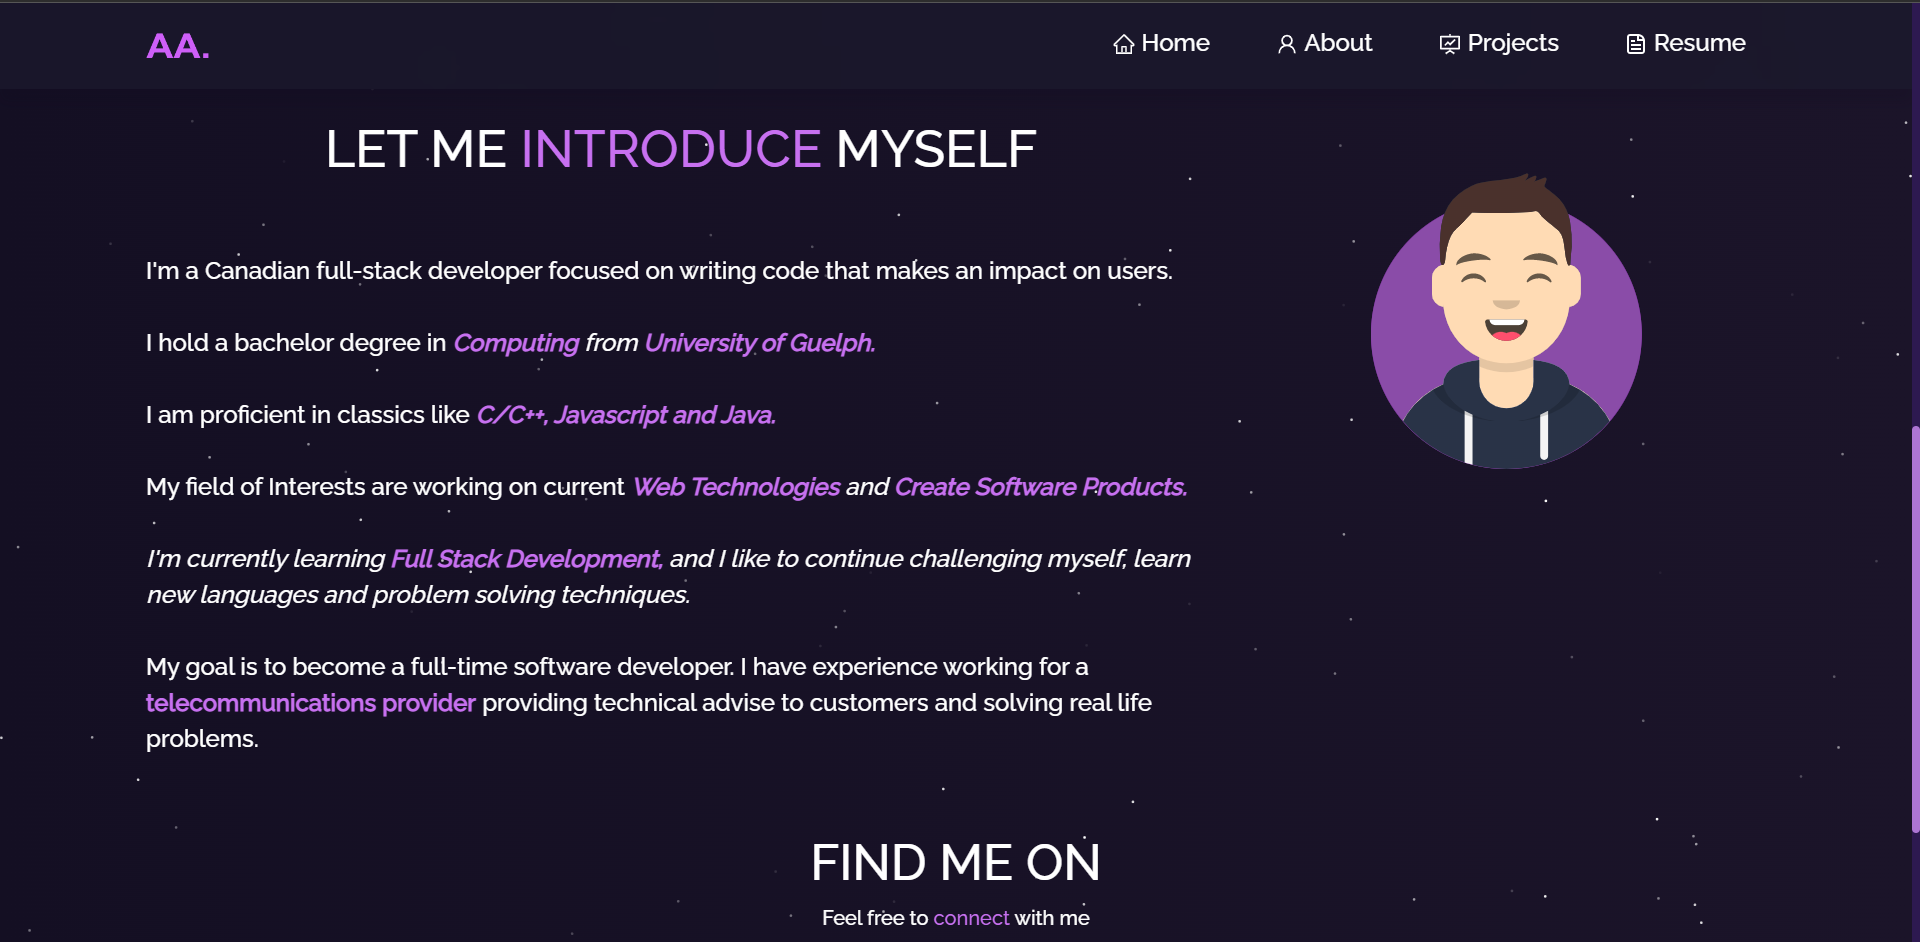 AA.
Home
About
Projects
Resume
LET ME INTRODUCE MYSELF
I'm a Canadian full-stack developer focused on writing code that makes an impact on users.
I hold a bachelor degree in Computing from University of Guelph.
I am proficient in classics like C/C++, Javascript and Java.
My field of Interests are working on current Web Technologies and Create Software Products.
I'm currently learning Full Stack Development, and I like to continue challenging myself, learn
new languages and problem solving techniques.
My goal is to become a full-time software developer. I have experience working for a
telecommunications provider providing technical advise to customers and solving real life
problems.
FIND ME ON
Feel free to connect with me